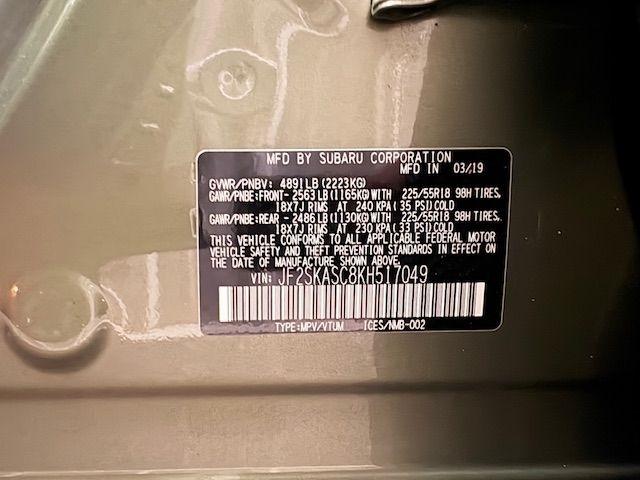 MFD BY SUBARU CORPORATION
MFD IN 03/19
GVWR/PNBV: 4891LB(2223KG)
GAWR/PNBE:FRONT- 2563LB(1165KG)WITH 225/55R18 98H TIRES,
18X7J RIMS AT 240 KPA(35 PSI)COLD
GAWR/PNBE:REAR - 2486LB(1130KG)WITH 225/55R18 98H TIRES,
18X7J RIMS AT 230 KPA(33 PSI)COLD
THIS VEHICLE CONFORMS TO ALL APPLICABLE FEDERAL MOTOR
VEHICLE SAFETY AND THEFT PREVENTION STANDARDS IN EFFECT ON
THE DATE OF MANUFACTURE SHOWN ABOVE.
VIN: JF2SKASC8KH517049
TYPE:MPV/VTUM ICES/NMB-002